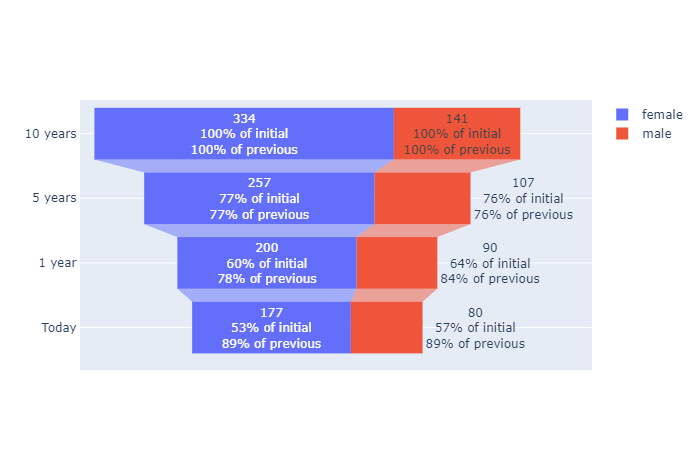 10 years
334
100% of initial
100% of previous
141
100% of initial
100% of previous
female
male
5 years
257
77% of initial
77% of previous
107
76% of initial
76% of previous
1 year
200
60% of initial
78% of previous
90
64% of initial
84% of previous
Today
177
53% of initial
89% of previous
80
57% of initial
89% of previous